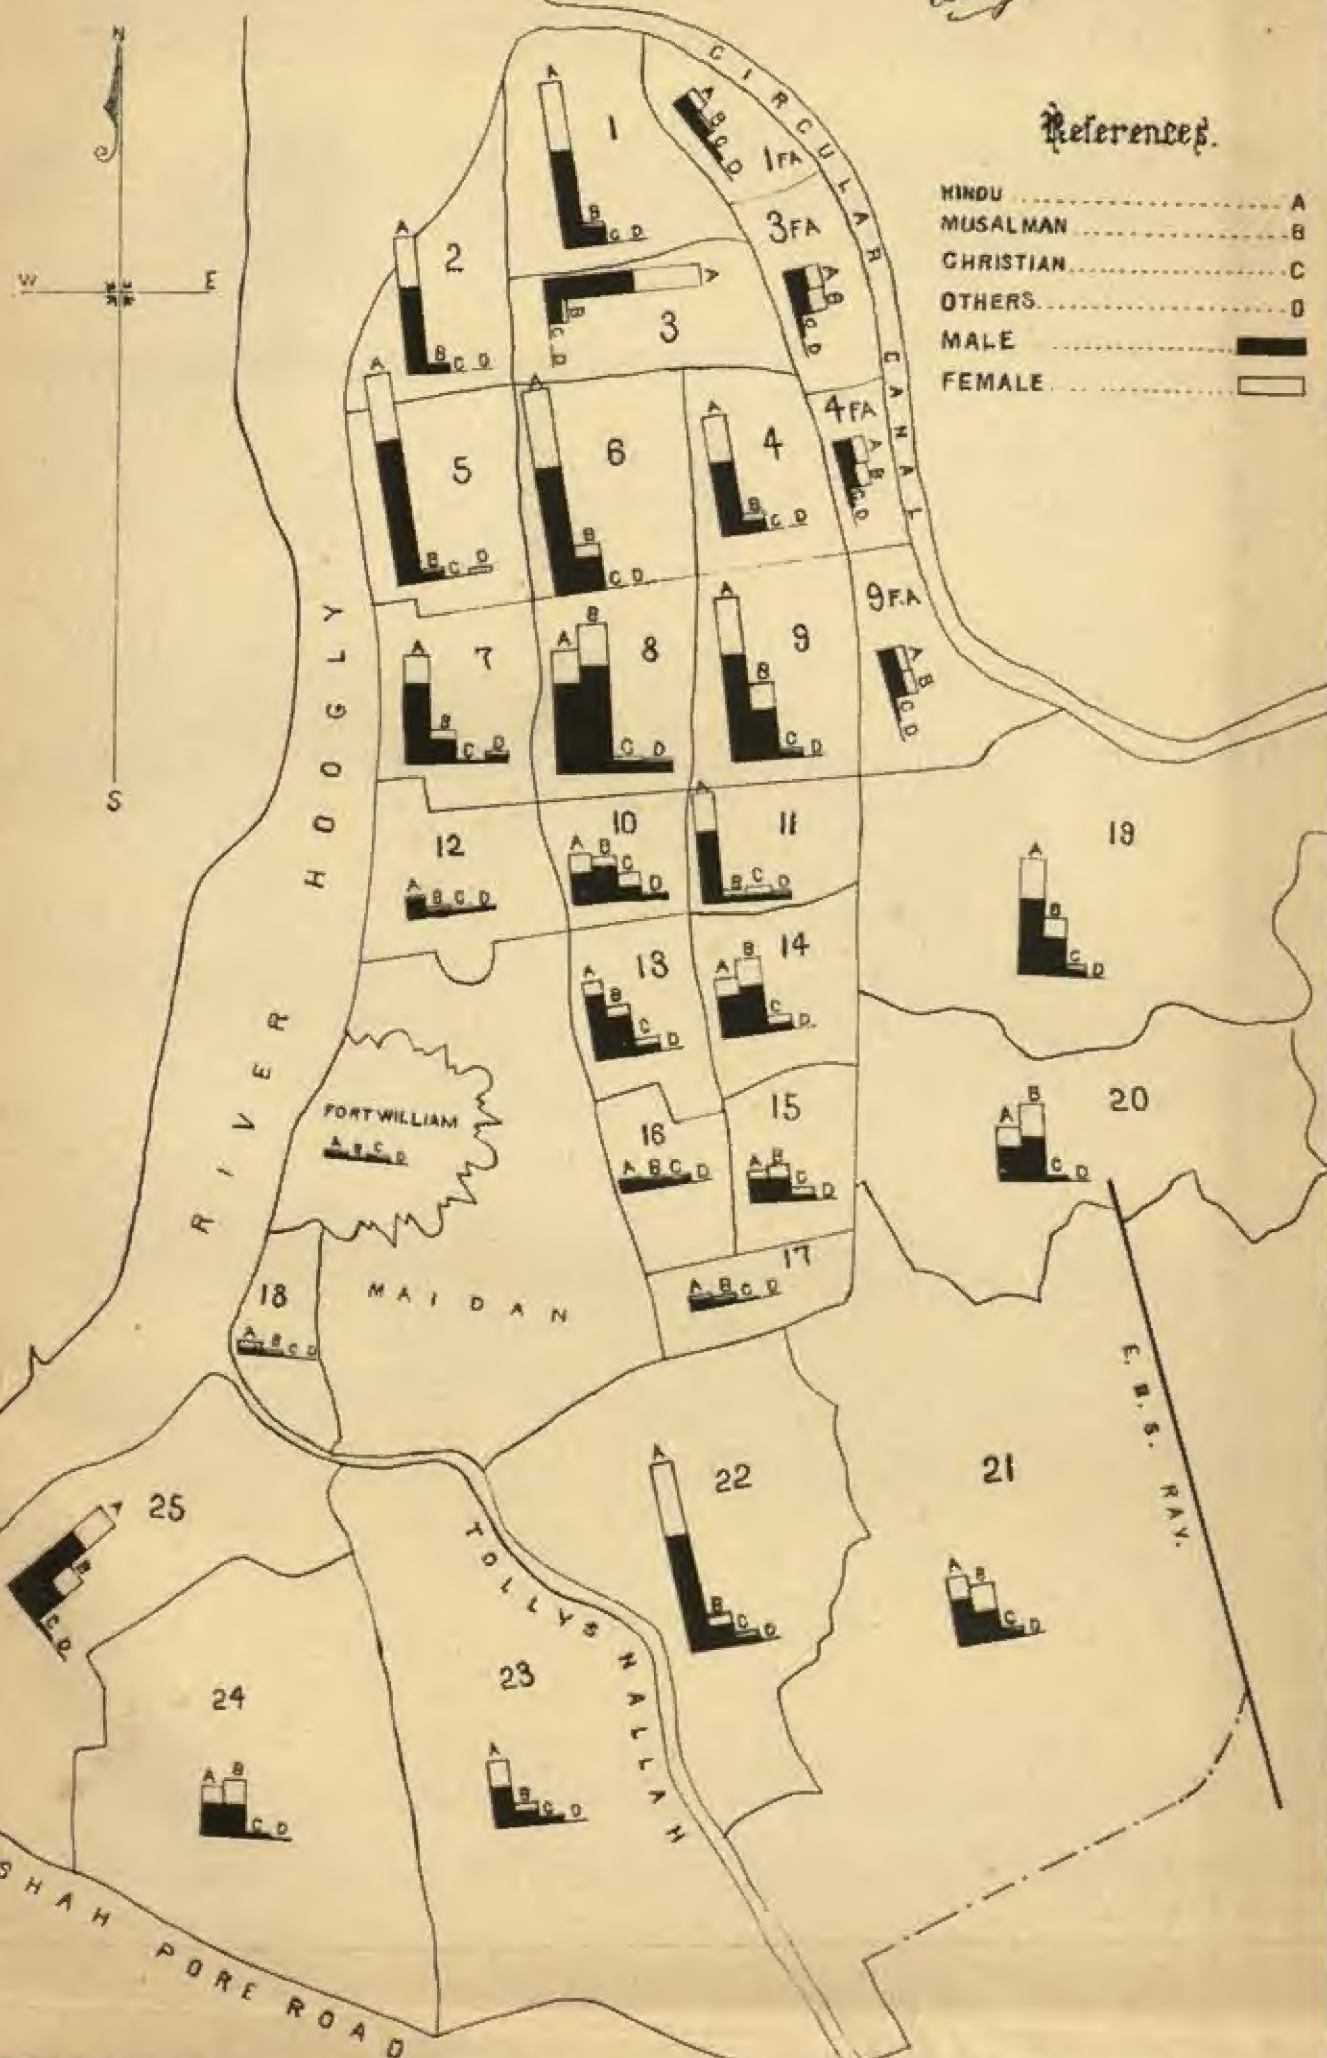 N
W E
S
References.
HINDU .......... A
MUSALMAN .......... B
CHRISTIAN .......... C
OTHERS .......... D
MALE ..........
FEMALE ..........
CIRCULAR CANAL
1
A
B
C D
1FA
A
B
C
D
2
A
B
C D
3FA
A
B
C
D
3
A
B
C
D
5
A
B
C
D
6
A
B
C D
4
A
B
C D
4FA
A
B
C
D
RIVER HOOGLY
7
A
B
C
D
8
A
B
C D
9
A
B
C
D
9F.A
A
B
C
D
12
A
B C D
10
A B
C
D
11
A
B C D
19
A
B
C
D
13
A
B
C
D
14
A
B
C
D
FORT WILLIAM
A B C D
16
A B C D
15
A B
C
D
20
A
B
C D
17
A B C D
18
A B C D
MAIDAN
E. B. S. RAY.
25
A
B
C
D
22
A
B
C
D
21
A B
C
D
TOLLYS NALLAH
24
A B
C D
23
A
B
C D
SHAH PORE ROAD